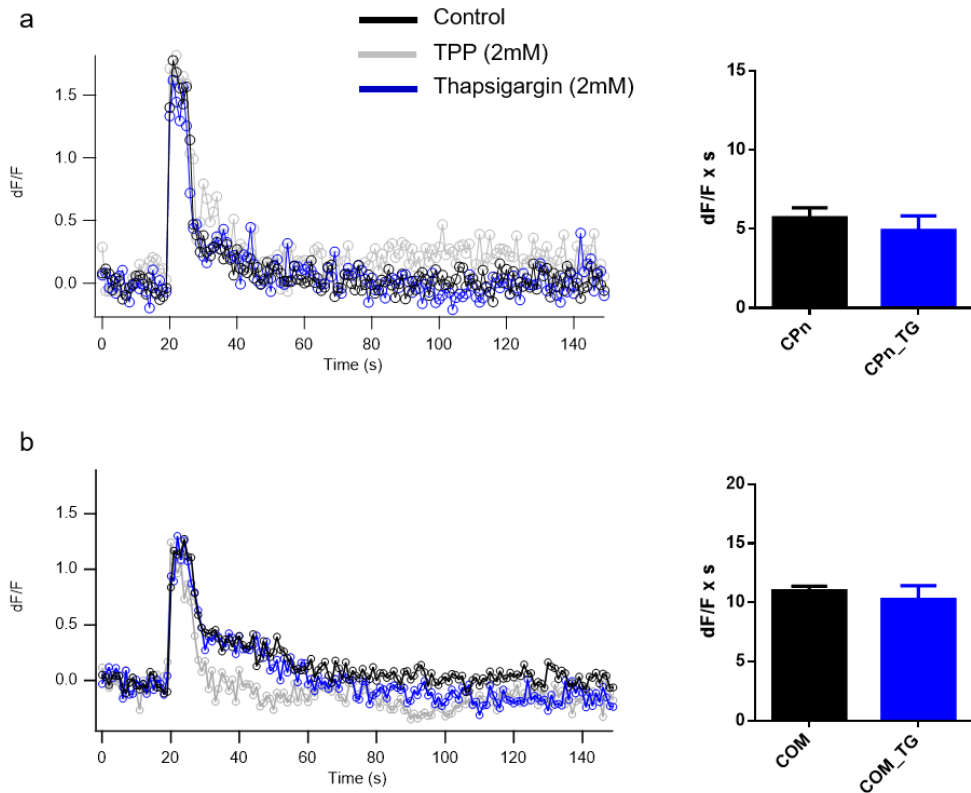 a
Control
TPP (2mM)
Thapsigargin (2mM)
dF/F
1.5
1.0
0.5
0.0
0 20 40 60 80 100 120 140
Time (s)
dF/F x s
15
10
5
0
CPn
CPn_TG
b
dF/F
1.5
1.0
0.5
0.0
0 20 40 60 80 100 120 140
Time (s)
dF/F x s
20
15
10
5
0
COM
COM_TG